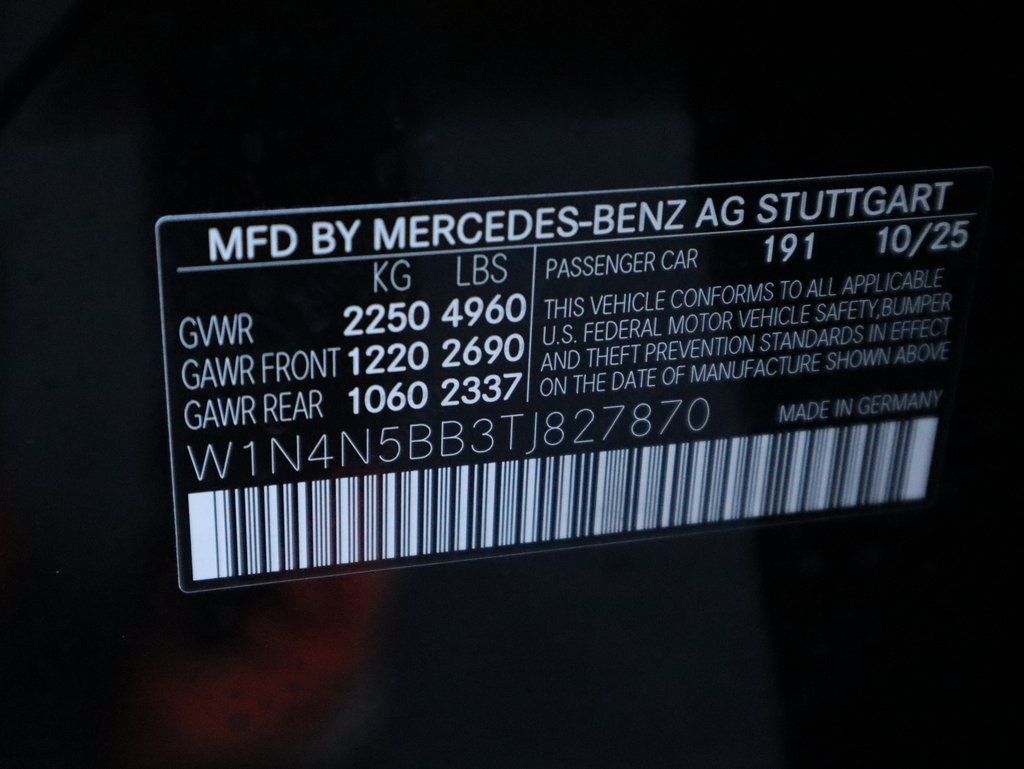 MFD BY MERCEDES-BENZ AG STUTTGART
KG LBS
GVWR 2250 4960
GAWR FRONT 1220 2690
GAWR REAR 1060 2337
PASSENGER CAR 191 10/25
THIS VEHICLE CONFORMS TO ALL APPLICABLE
U.S. FEDERAL MOTOR VEHICLE SAFETY,BUMPER
AND THEFT PREVENTION STANDARDS IN EFFECT
ON THE DATE OF MANUFACTURE SHOWN ABOVE
W1N4N5BB3TJ827870
MADE IN GERMANY